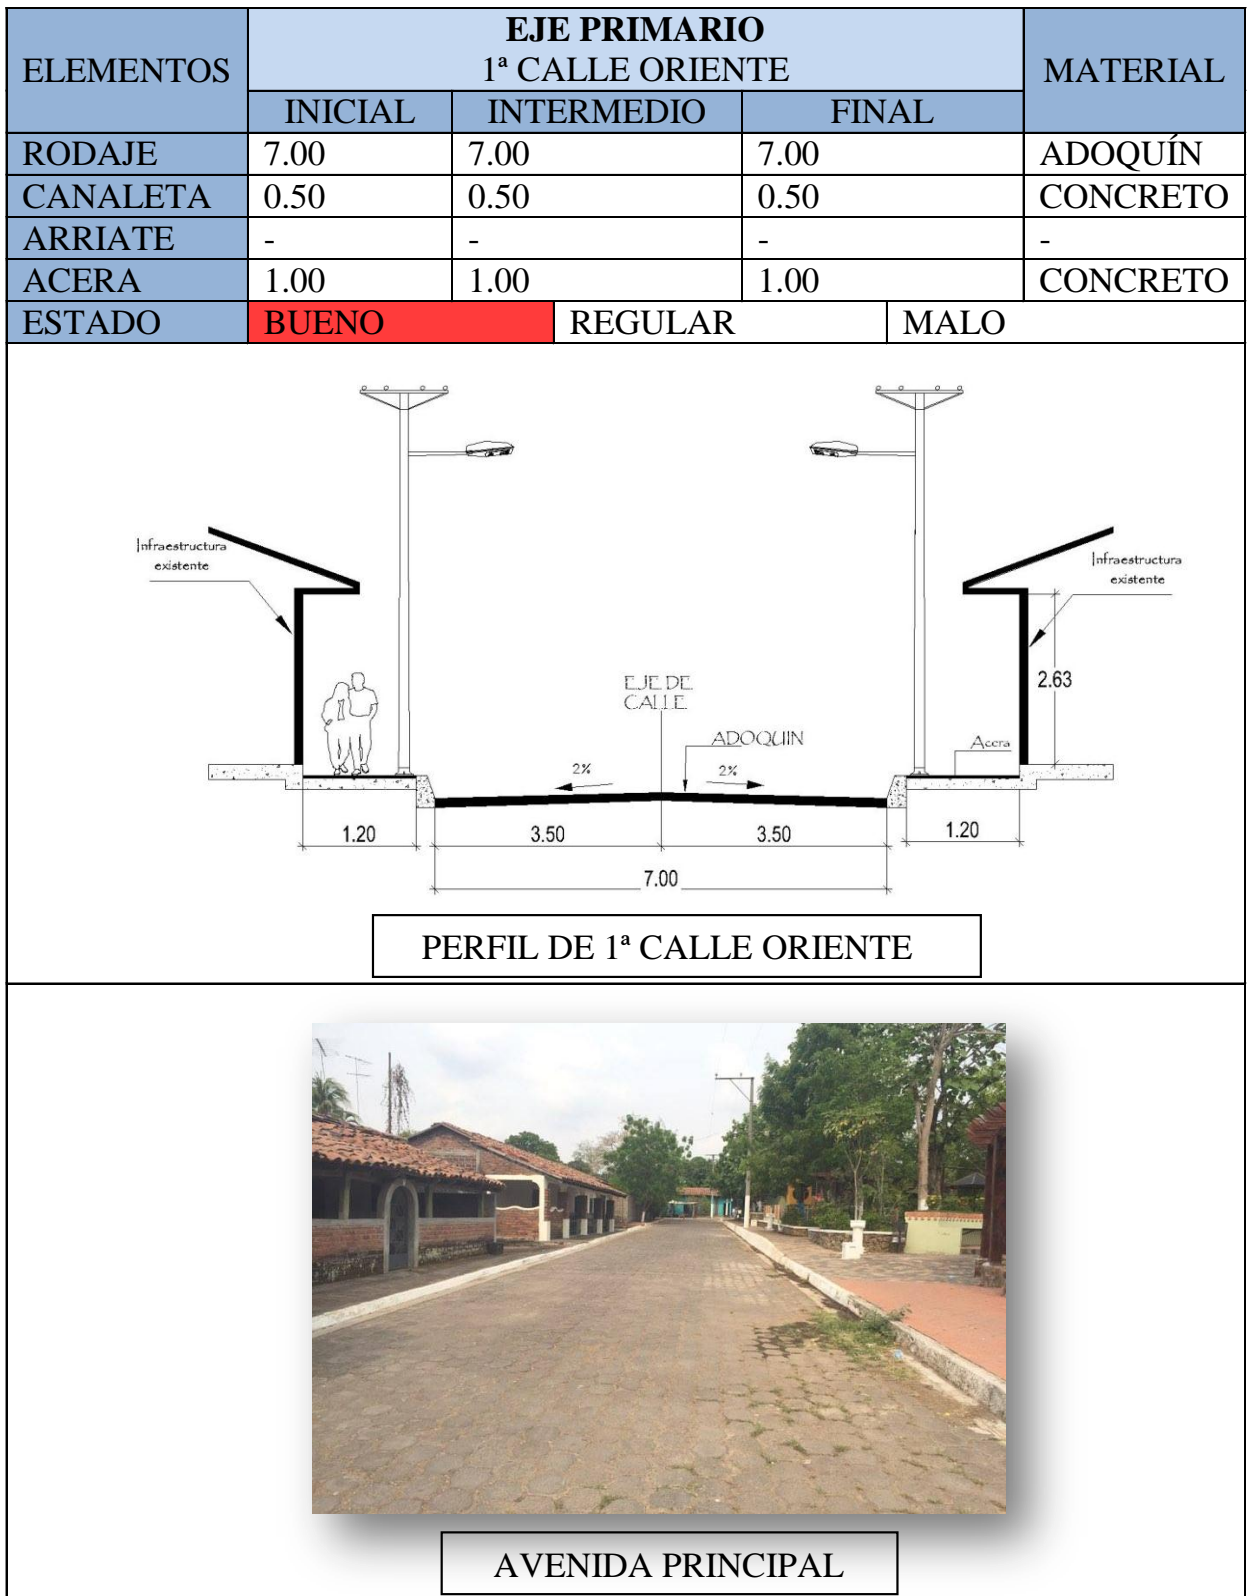 ELEMENTOS
EJE PRIMARIO
1ª CALLE ORIENTE
MATERIAL
INICIAL INTERMEDIO FINAL
RODAJE 7.00 7.00 7.00 ADOQUÍN
CANALETA 0.50 0.50 0.50 CONCRETO
ARRIATE - - - -
ACERA 1.00 1.00 1.00 CONCRETO
ESTADO BUENO REGULAR MALO
Infraestructura
existente
Infraestructura
existente
2.63
EJE DE
CALLE
ADOQUIN
Acera
2% 2%
1.20 3.50 3.50 1.20
7.00
PERFIL DE 1ª CALLE ORIENTE
AVENIDA PRINCIPAL